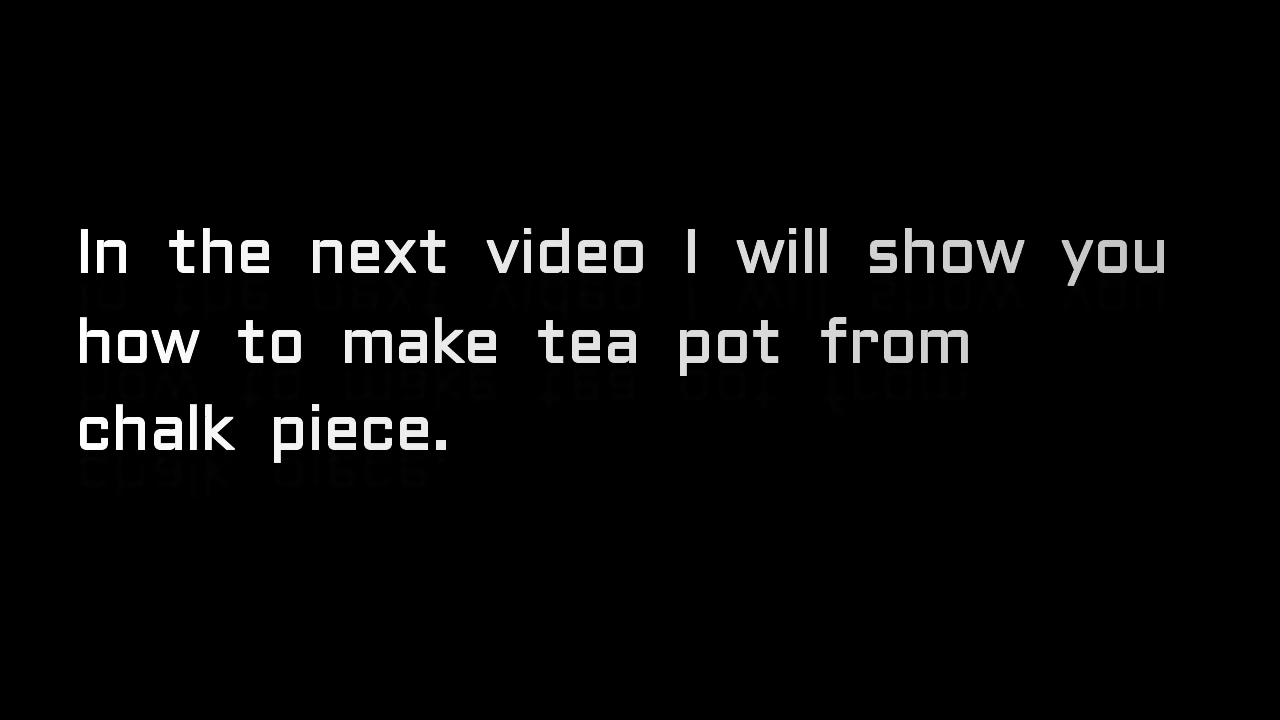 In the next video I will show you
how to make tea pot from
chalk piece.